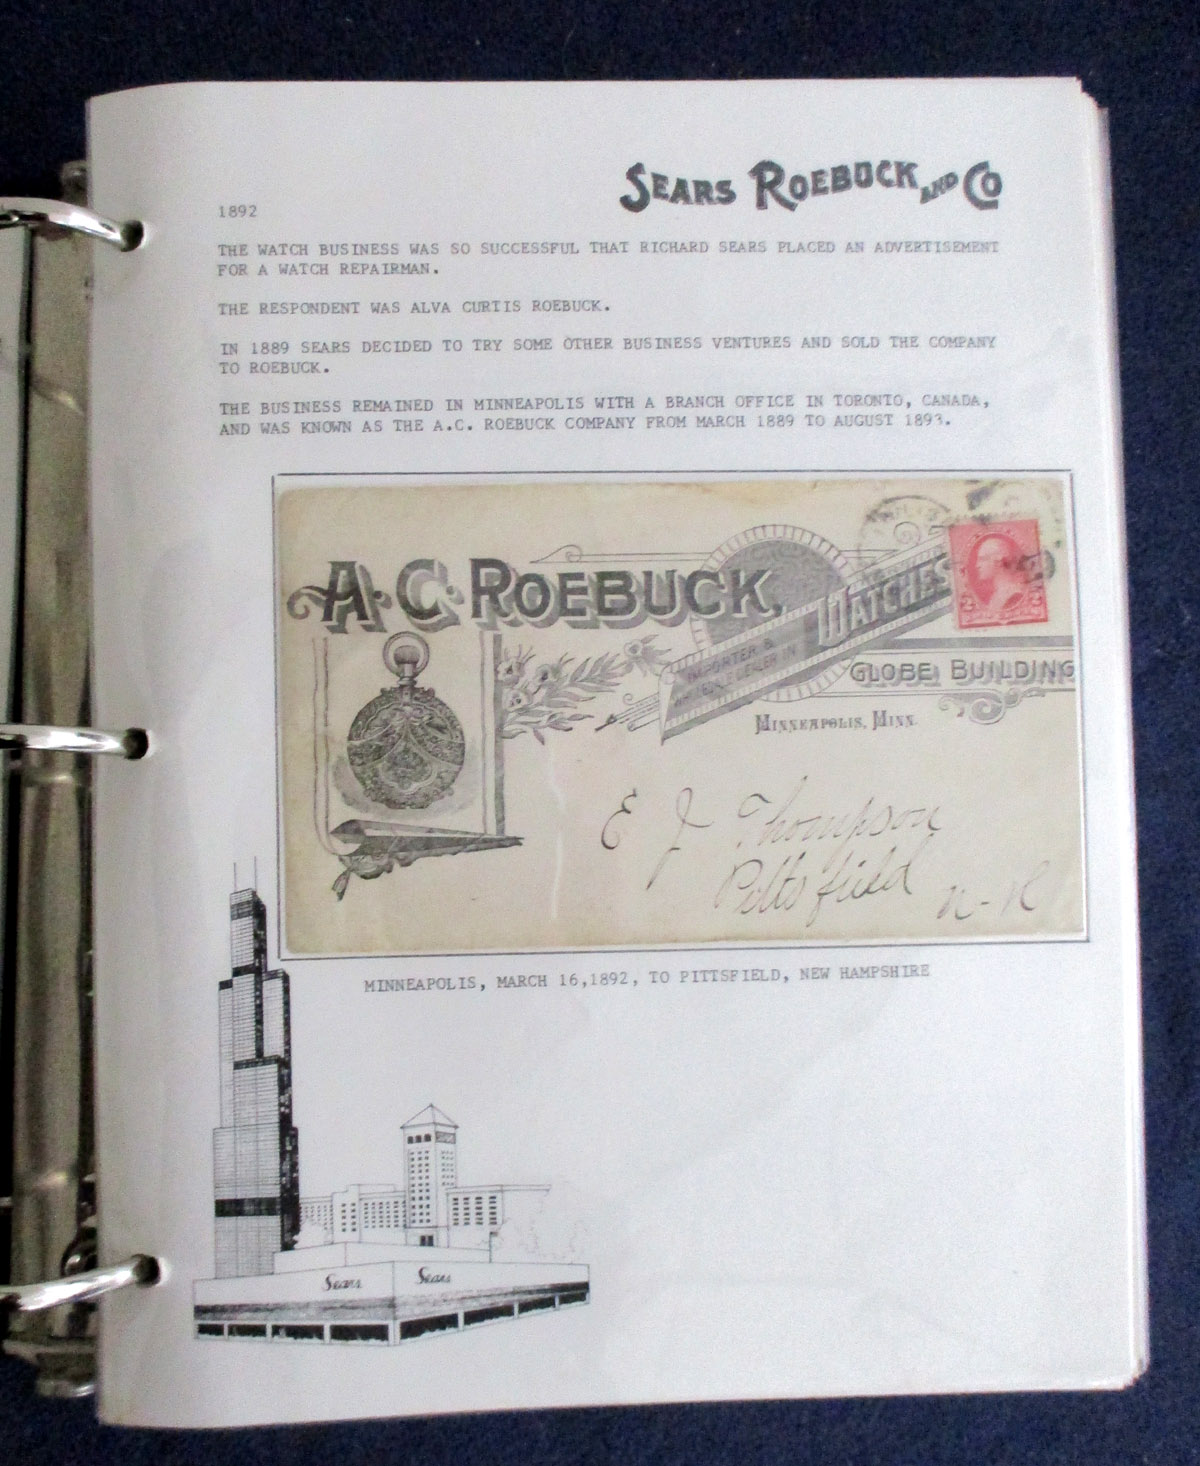 SEARS ROEBUCK AND CO
1892
THE WATCH BUSINESS WAS SO SUCCESSFUL THAT RICHARD SEARS PLACED AN ADVERTISEMENT
FOR A WATCH REPAIRMAN.
THE RESPONDENT WAS ALVA CURTIS ROEBUCK.
IN 1889 SEARS DECIDED TO TRY SOME OTHER BUSINESS VENTURES AND SOLD THE COMPANY
TO ROEBUCK.
THE BUSINESS REMAINED IN MINNEAPOLIS WITH A BRANCH OFFICE IN TORONTO, CANADA,
AND WAS KNOWN AS THE A.C. ROEBUCK COMPANY FROM MARCH 1889 TO AUGUST 1893.
A.C. ROEBUCK,
IMPORTER &
WHOLESALE DEALER IN
WATCHES
GLOBE BUILDING
MINNEAPOLIS, MINN.
E J Thompson
Pittsfield
N-H
MINNEAPOLIS, MARCH 16,1892, TO PITTSFIELD, NEW HAMPSHIRE
Sears
Sears